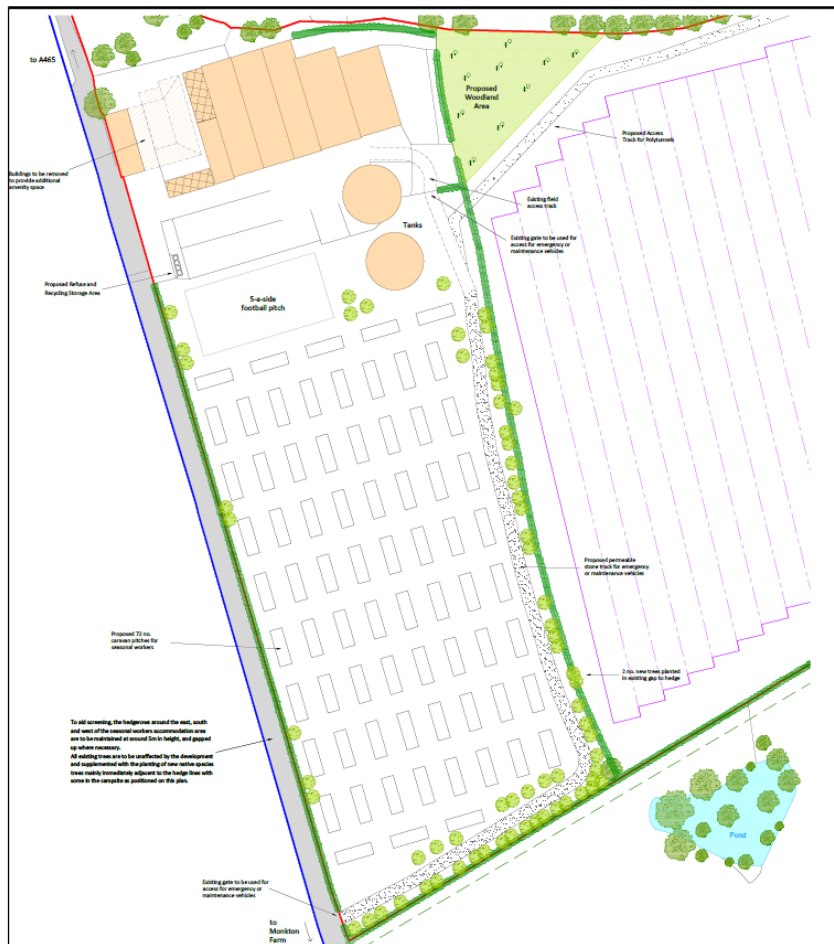 to A465
Proposed
Woodland
Area
Proposed Access
Track for Polytunnels
Buildings to be removed
to provide additional
amenity space
Existing field
access track
Tanks
Existing gate to be used for
access for emergency or
maintenance vehicles
Proposed Refuse and
Recycling Storage Area
5-a-side
football pitch
Proposed permeable
stone track for emergency
or maintenance vehicles
Proposed 72 no.
caravan pitches for
seasonal workers
2 no. new trees planted
in existing gap to hedge
To aid screening, the hedgerows around the east, south
and west of the seasonal workers accommodation area
are to be maintained at around 5m in height, and gapped
up where necessary.
All existing trees are to be unaffected by the development
and supplemented with the planting of new native species
trees mainly immediately adjacent to the hedge lines with
some in the campsite as positioned on this plan.
Pond
Existing gate to be used for
access for emergency or
maintenance vehicles
to
Monkton
Farm